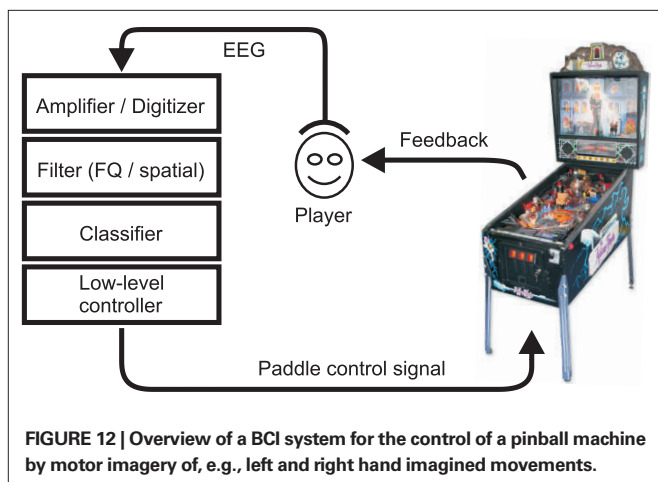 EEG
Amplifier / Digitizer
Filter (FQ / spatial)
Classifier
Low-level
controller
Player
Feedback
Paddle control signal
FIGURE 12 | Overview of a BCI system for the control of a pinball machine
by motor imagery of, e.g., left and right hand imagined movements.